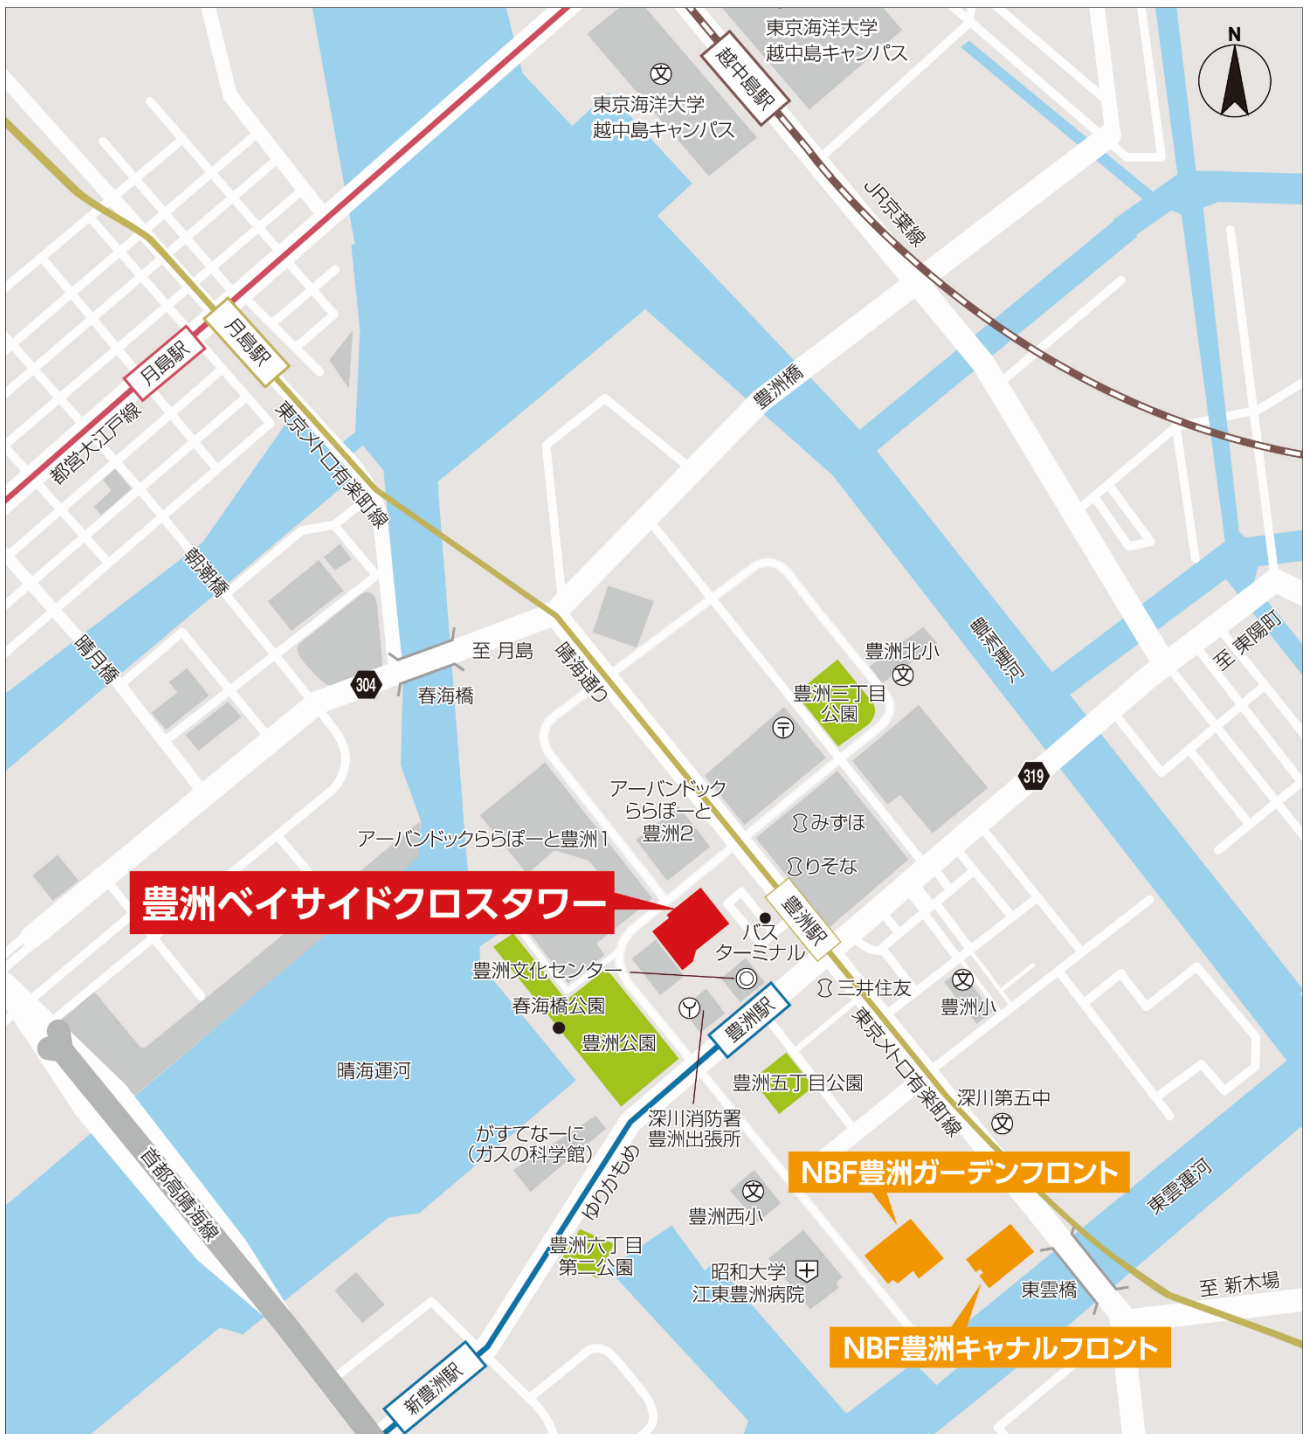 東京海洋大学
越中島キャンパス
N
越中島駅
東京海洋大学
越中島キャンパス
JR京葉線
月島駅
月島駅
豊洲橋
都営大江戸線
東京メトロ有楽町線
朝潮橋
晴月橋
至 月島
晴海通り
304
春海橋
豊洲北小
文
豊洲運河
至 東陽町
豊洲三丁目
公園
〒
319
アーバンドック
ららぽーと
豊洲2
みずほ
アーバンドックららぽーと豊洲1
りそな
豊洲ベイサイドクロスタワー
豊洲駅
バス
ターミナル
豊洲文化センター
三井住友
文
豊洲小
春海橋公園
豊洲駅
豊洲公園
東京メトロ有楽町線
晴海運河
豊洲五丁目公園
深川第五中
文
深川消防署
豊洲出張所
がすてなーに
(ガスの科学館)
首都高晴海線
ゆりかもめ
NBF豊洲ガーデンフロント
東雲運河
文
豊洲西小
豊洲六丁目
第二公園
昭和大学
江東豊洲病院
東雲橋
至 新木場
NBF豊洲キャナルフロント
新豊洲駅
文